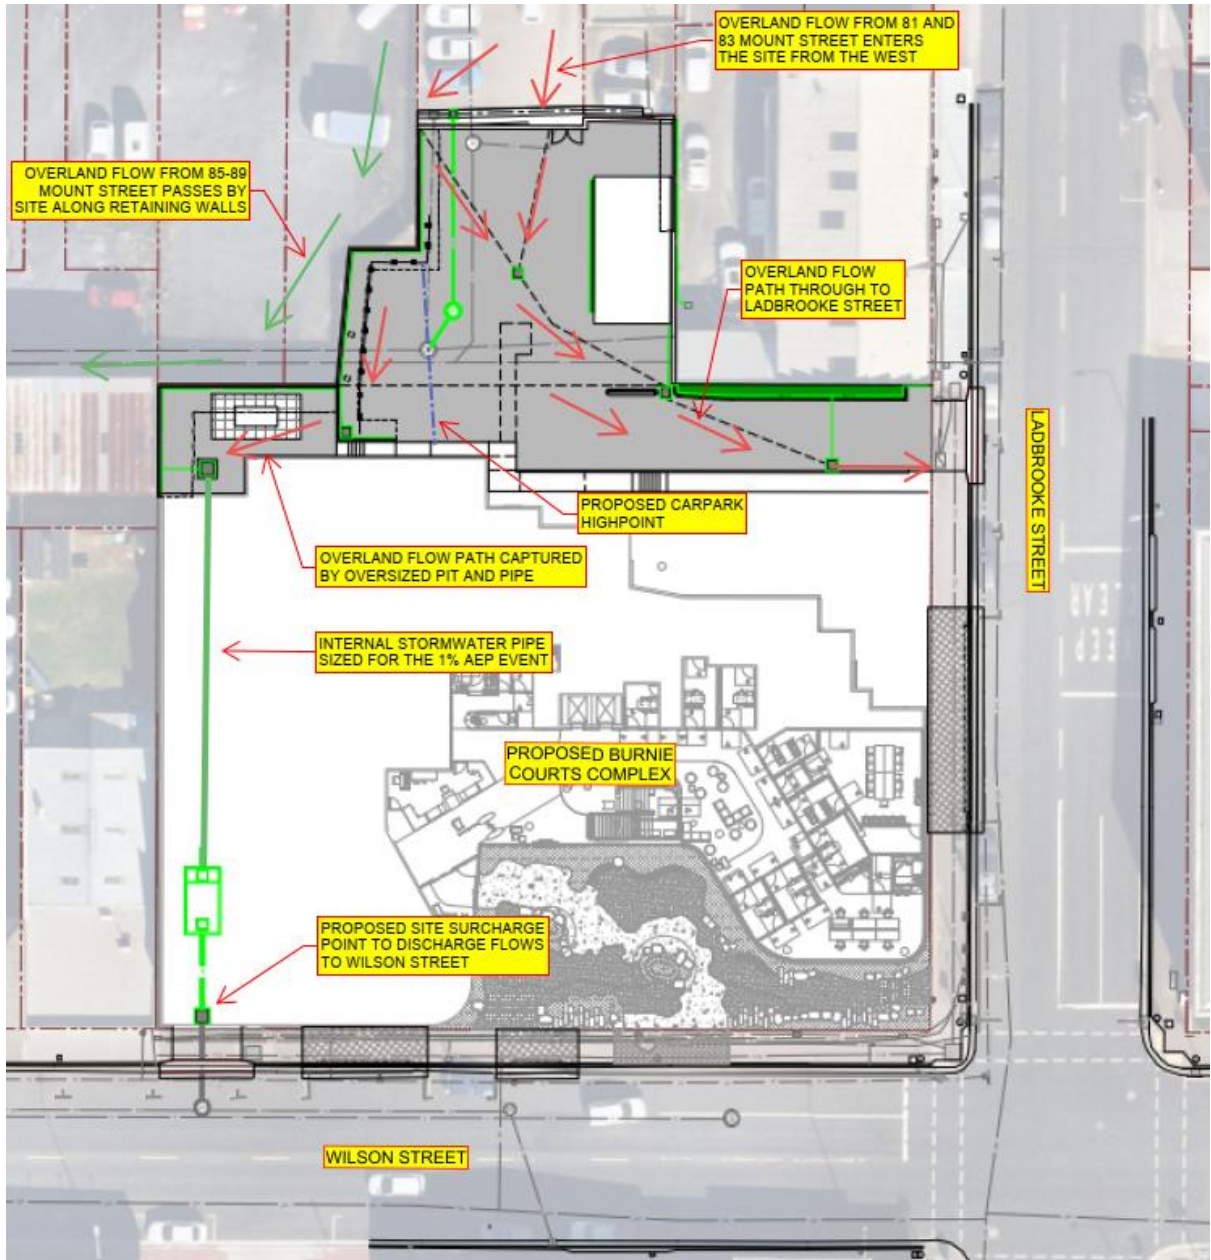 OVERLAND FLOW FROM 81 AND
83 MOUNT STREET ENTERS
THE SITE FROM THE WEST
OVERLAND FLOW FROM 85-89
MOUNT STREET PASSES BY
SITE ALONG RETAINING WALLS
OVERLAND FLOW
PATH THROUGH TO
LADBROOKE STREET
LADBROOKE STREET
PROPOSED CARPARK
HIGHPOINT
OVERLAND FLOW PATH CAPTURED
BY OVERSIZED PIT AND PIPE
INTERNAL STORMWATER PIPE
SIZED FOR THE 1% AEP EVENT
PROPOSED BURNIE
COURTS COMPLEX
PROPOSED SITE SURCHARGE
POINT TO DISCHARGE FLOWS
TO WILSON STREET
WILSON STREET